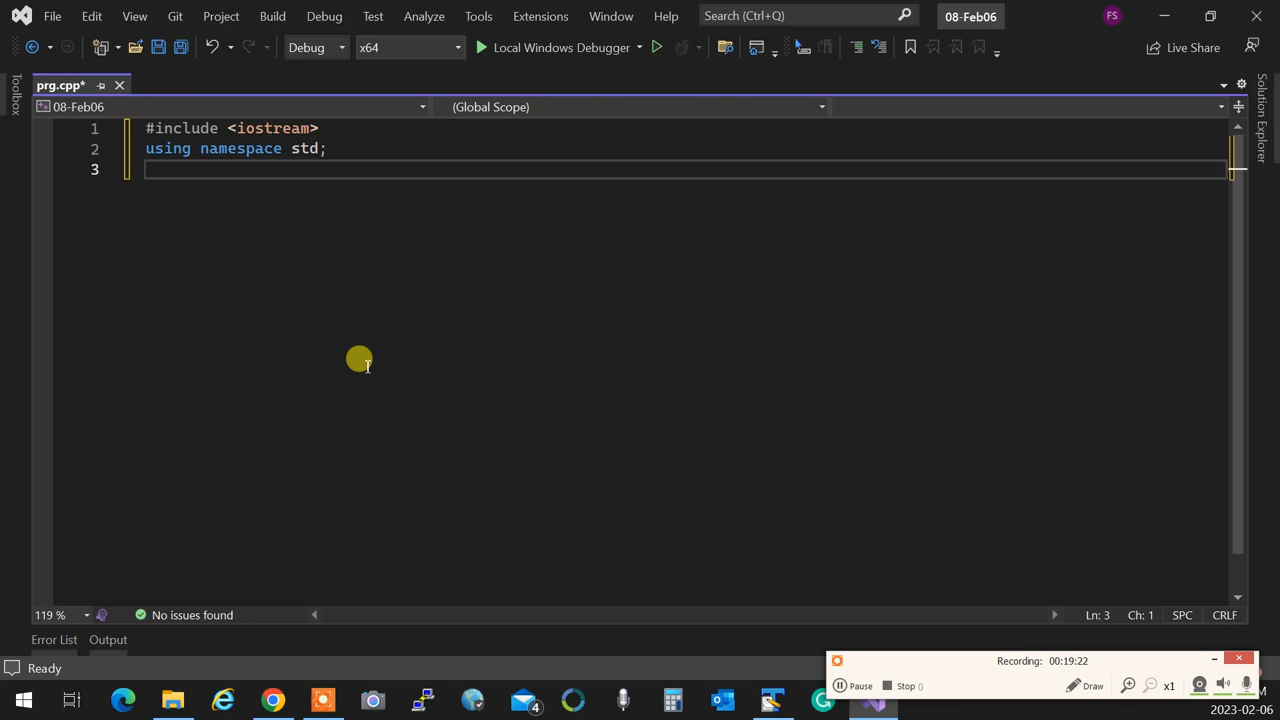 File Edit View Git Project Build Debug Test Analyze Tools Extensions Window Help Search (Ctrl+Q) 08-Feb06 FS
Debug x64 Local Windows Debugger Live Share
prg.cpp*
08-Feb06 (Global Scope)
1 #include <iostream>
2 using namespace std;
3
119 % No issues found Ln: 3 Ch: 1 SPC CRLF
Error List Output
Ready
Toolbox
Solution Explorer
Recording: 00:19:22
Pause Stop () Draw x1
4
2023-02-06